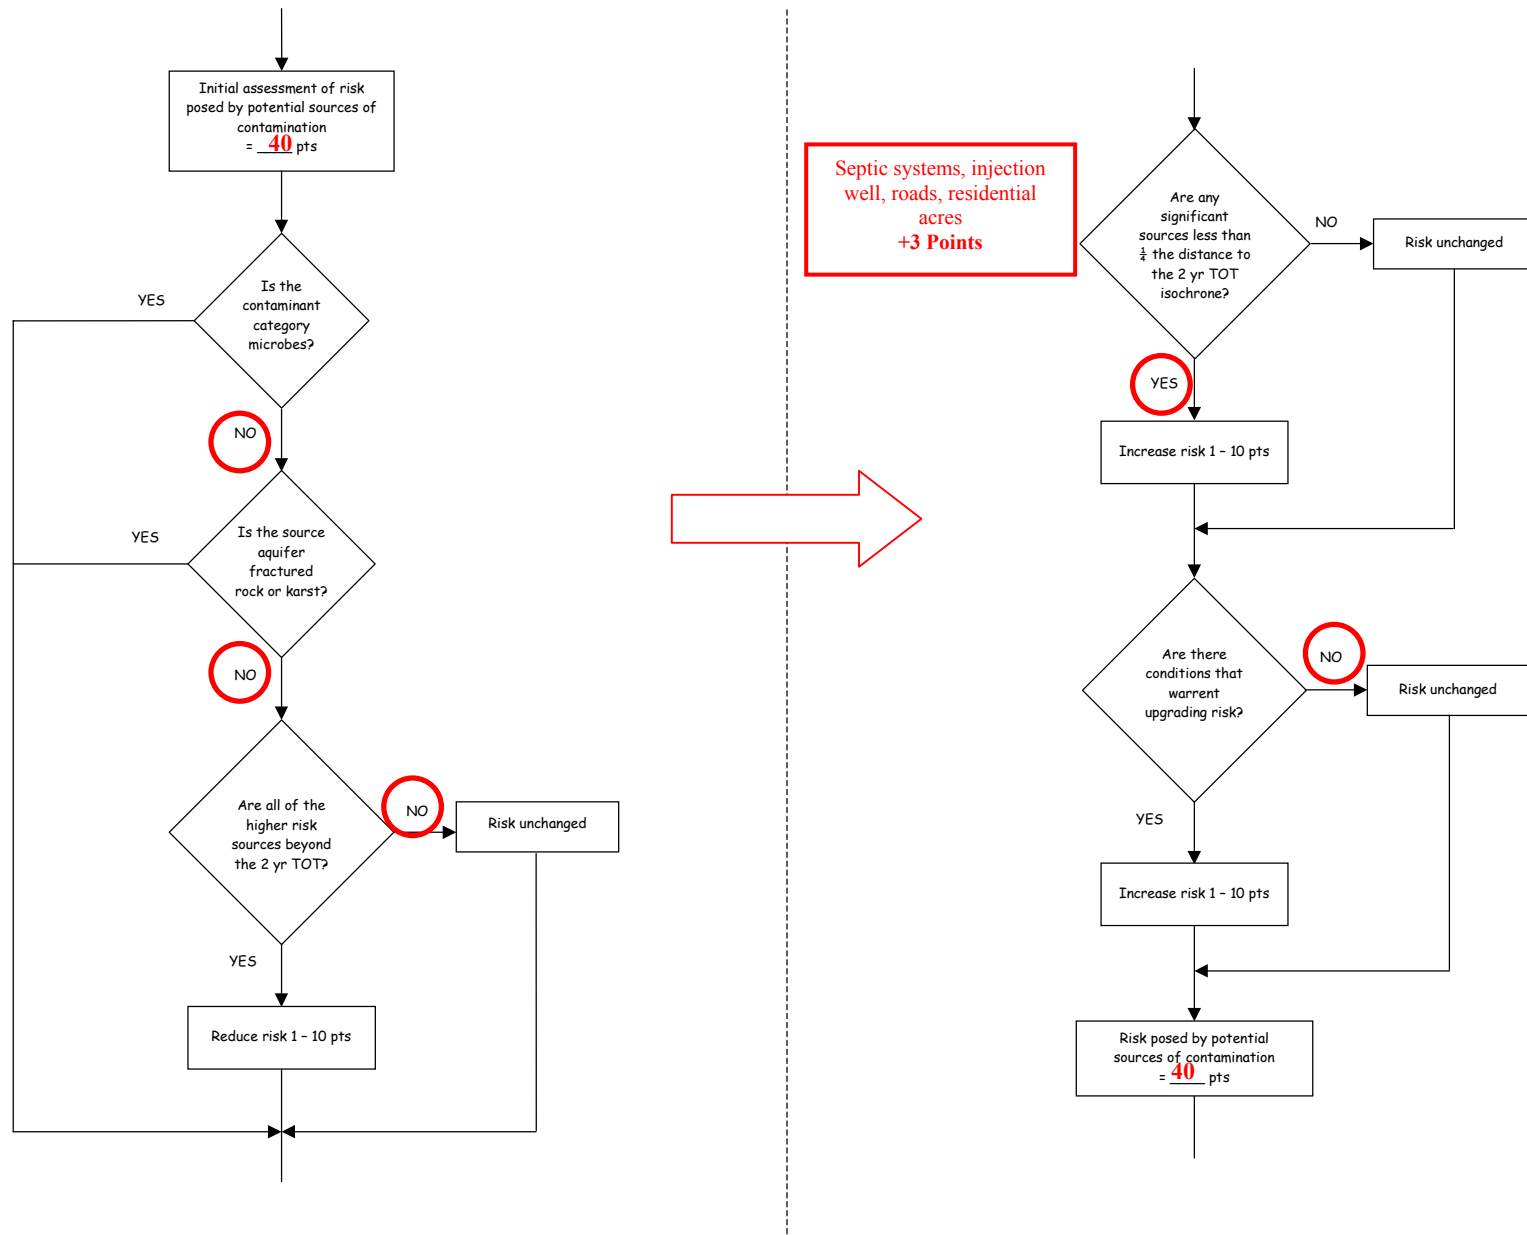 Initial assessment of risk
posed by potential sources of
contamination
= 40 pts
Is the
contaminant
category
microbes?
YES
NO
Is the source
aquifer
fractured
rock or karst?
YES
NO
Are all of the
higher risk
sources beyond
the 2 yr TOT?
NO
Risk unchanged
YES
Reduce risk 1 – 10 pts
Septic systems, injection
well, roads, residential
acres
+3 Points
Are any
significant
sources less than
¼ the distance to
the 2 yr TOT
isochrone?
NO
Risk unchanged
YES
Increase risk 1 – 10 pts
Are there
conditions that
warrent
upgrading risk?
NO
Risk unchanged
YES
Increase risk 1 – 10 pts
Risk posed by potential
sources of contamination
= 40 pts